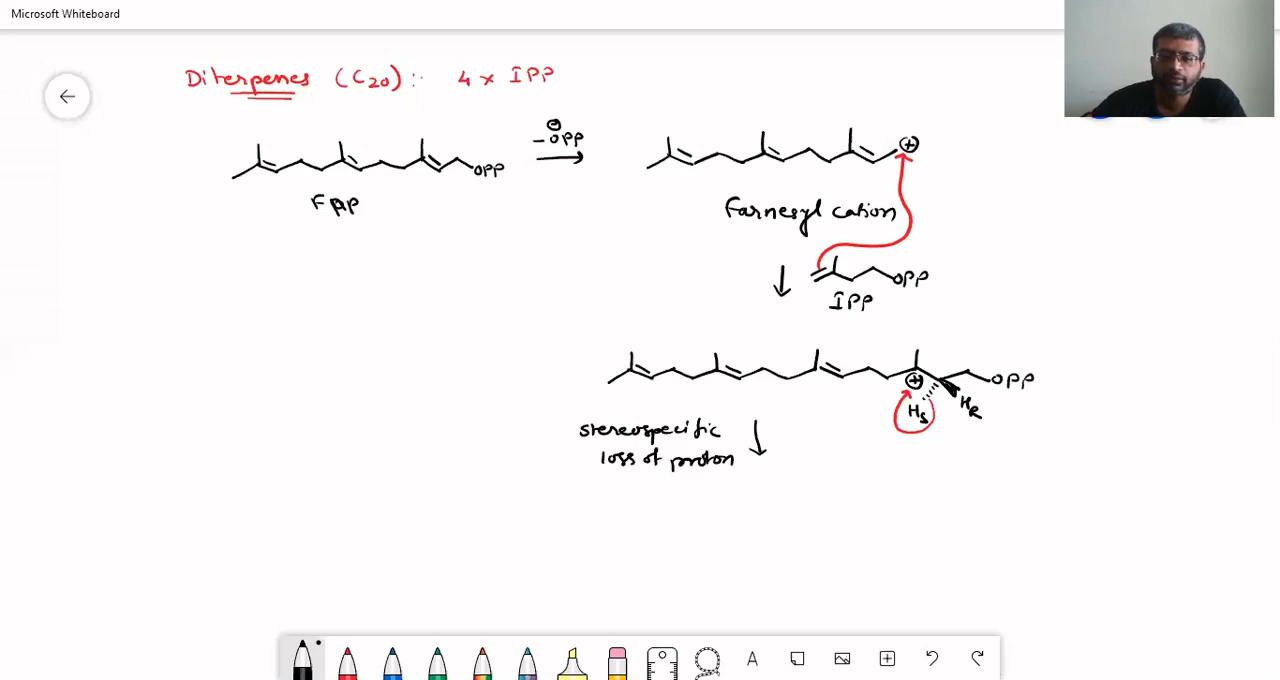 Microsoft Whiteboard
Diterpenes (C20) : 4 x IPP
OPP
FPP
⊖
-OPP
⊕
Farnesyl cation
OPP
IPP
⊕
OPP
HS
HR
stereospecific
loss of proton
A